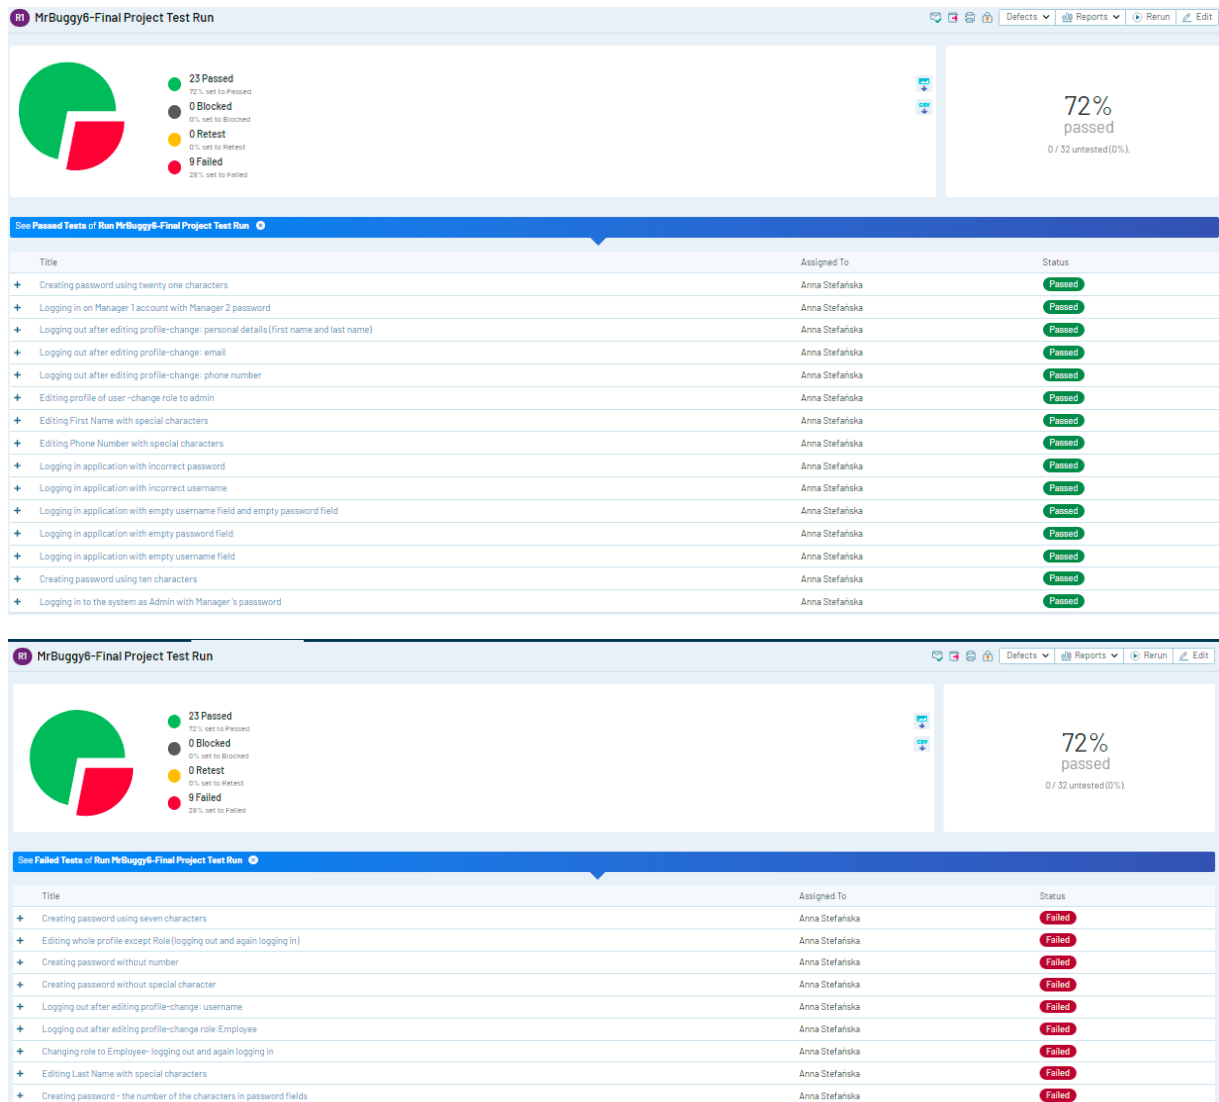 R1 MrBuggy6-Final Project Test Run Defects Reports Rerun Edit
23 Passed
72% set to Passed
0 Blocked
0% set to Blocked
0 Retest
0% set to Retest
9 Failed
28% set to Failed
CSV
72%
passed
0 / 32 untested (0%).
See Passed Tests of Run MrBuggy6-Final Project Test Run
Title Assigned To Status
Creating password using twenty one characters Anna Stefańska Passed
Logging in on Manager 1 account with Manager 2 password Anna Stefańska Passed
Logging out after editing profile-change: personal details (first name and last name) Anna Stefańska Passed
Logging out after editing profile-change: email Anna Stefańska Passed
Logging out after editing profile-change: phone number Anna Stefańska Passed
Editing profile of user -change role to admin Anna Stefańska Passed
Editing First Name with special characters Anna Stefańska Passed
Editing Phone Number with special characters Anna Stefańska Passed
Logging in application with incorrect password Anna Stefańska Passed
Logging in application with incorrect username Anna Stefańska Passed
Logging in application with empty username field and empty password field Anna Stefańska Passed
Logging in application with empty password field Anna Stefańska Passed
Logging in application with empty username field Anna Stefańska Passed
Creating password using ten characters Anna Stefańska Passed
Logging in to the system as Admin with Manager's passsword Anna Stefańska Passed
R1 MrBuggy6-Final Project Test Run Defects Reports Rerun Edit
23 Passed
72% set to Passed
0 Blocked
0% set to Blocked
0 Retest
0% set to Retest
9 Failed
28% set to Failed
CSV
72%
passed
0 / 32 untested (0%).
See Failed Tests of Run MrBuggy6-Final Project Test Run
Title Assigned To Status
Creating password using seven characters Anna Stefańska Failed
Editing whole profile except Role (logging out and again logging in) Anna Stefańska Failed
Creating password without number Anna Stefańska Failed
Creating password without special character Anna Stefańska Failed
Logging out after editing profile-change: username Anna Stefańska Failed
Logging out after editing profile-change role:Employee Anna Stefańska Failed
Changing role to Employee- logging out and again logging in Anna Stefańska Failed
Editing Last Name with special characters Anna Stefańska Failed
Creating password - the number of the characters in password fields Anna Stefańska Failed